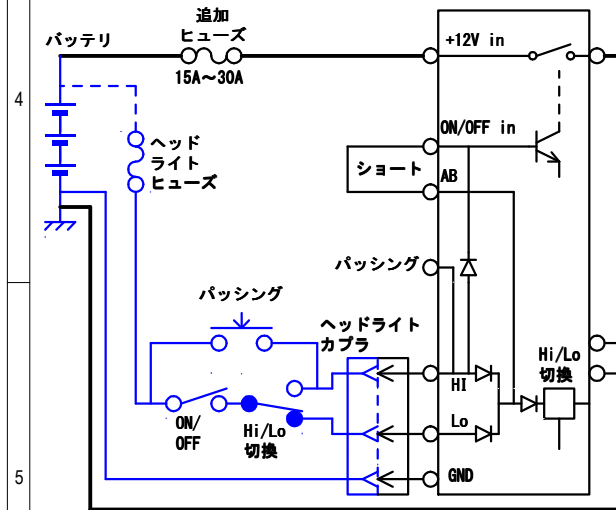 追加
ヒューズ
バッテリ
15A～30A
+12V in
4
ヘッド
ライト
ヒューズ
ON/OFF in
ショート
AB
パッシング
パッシング
ヘッドライト
カプラ
Hi/Lo
切換
HI
ON/
OFF
Hi/Lo
切換
Lo
GND
5